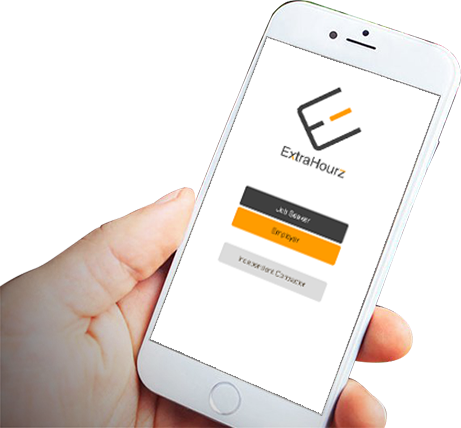 ExtraHourz
Job Seeker
Employer
Independent Contractor